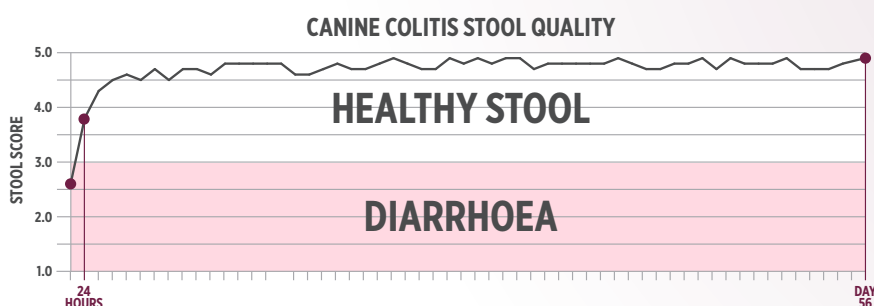 CANINE COLITIS STOOL QUALITY
5.0
4.0
3.0
2.0
1.0
STOOL SCORE
HEALTHY STOOL
DIARRHOEA
24
HOURS
DAY
56